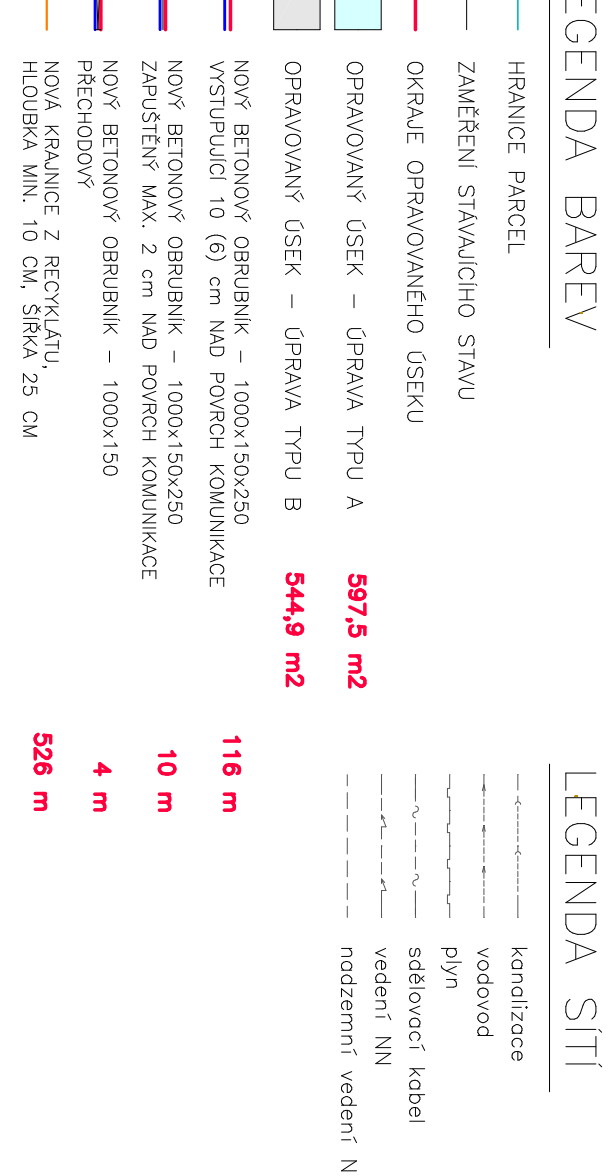 EGENDA BAREV
HRANICE PARCEL
ZAMĚŘENÍ STÁVAJÍCÍHO STAVU
OKRAJE OPRAVOVANÉHO ÚSEKU
OPRAVOVANÝ ÚSEK – ÚPRAVA TYPU A 597,5 m2
OPRAVOVANÝ ÚSEK – ÚPRAVA TYPU B 544,9 m2
NOVÝ BETONOVÝ OBRUBNÍK – 1000x150x250
VYSTUPUJÍCÍ 10 (6) cm NAD POVRCH KOMUNIKACE 116 m
NOVÝ BETONOVÝ OBRUBNÍK – 1000x150x250
ZAPUŠTĚNÝ MAX. 2 cm NAD POVRCH KOMUNIKACE 10 m
NOVÝ BETONOVÝ OBRUBNÍK – 1000x150
PŘECHODOVÝ 4 m
NOVÁ KRAJNICE Z RECYKLÁTU,
HLOUBKA MIN. 10 CM, ŠÍŘKA 25 CM 526 m
LEGENDA SÍTÍ
kanalizace
vodovod
plyn
sdělovací kabel
vedení NN
nadzemní vedení N